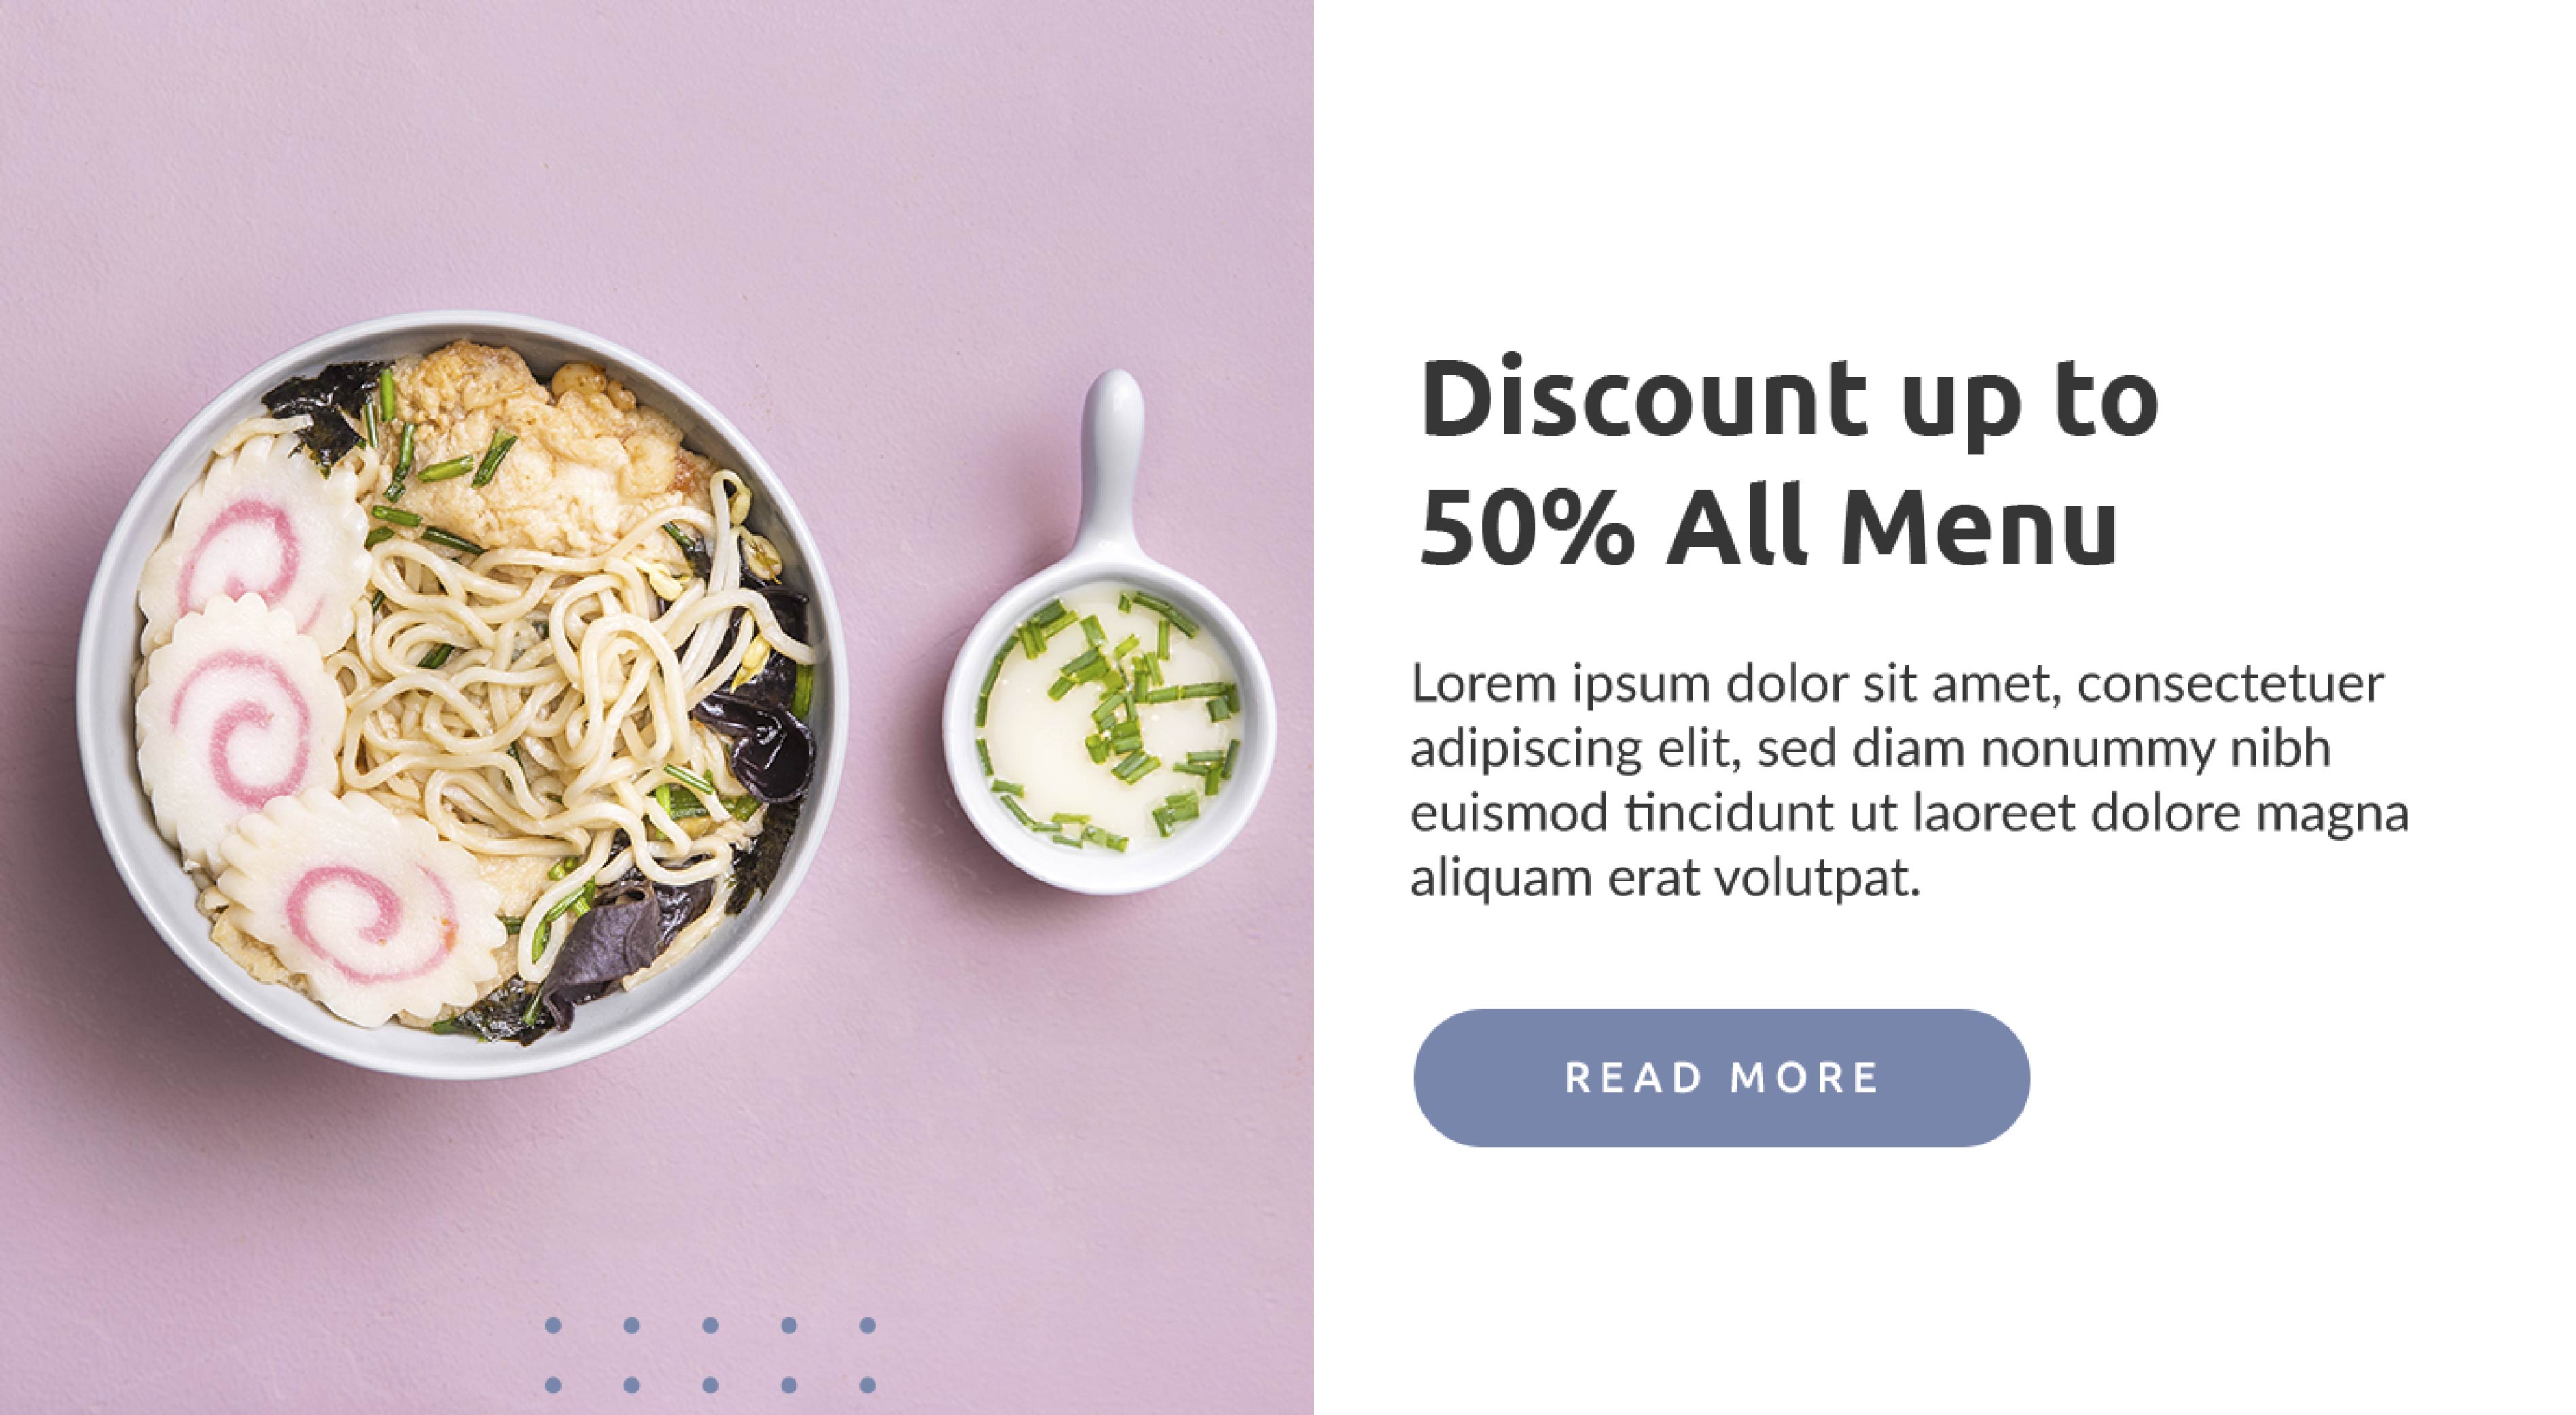 Discount up to
50% All Menu
Lorem ipsum dolor sit amet, consectetuer
adipiscing elit, sed diam nonummy nibh
euismod tincidunt ut laoreet dolore magna
aliquam erat volutpat.
READ MORE